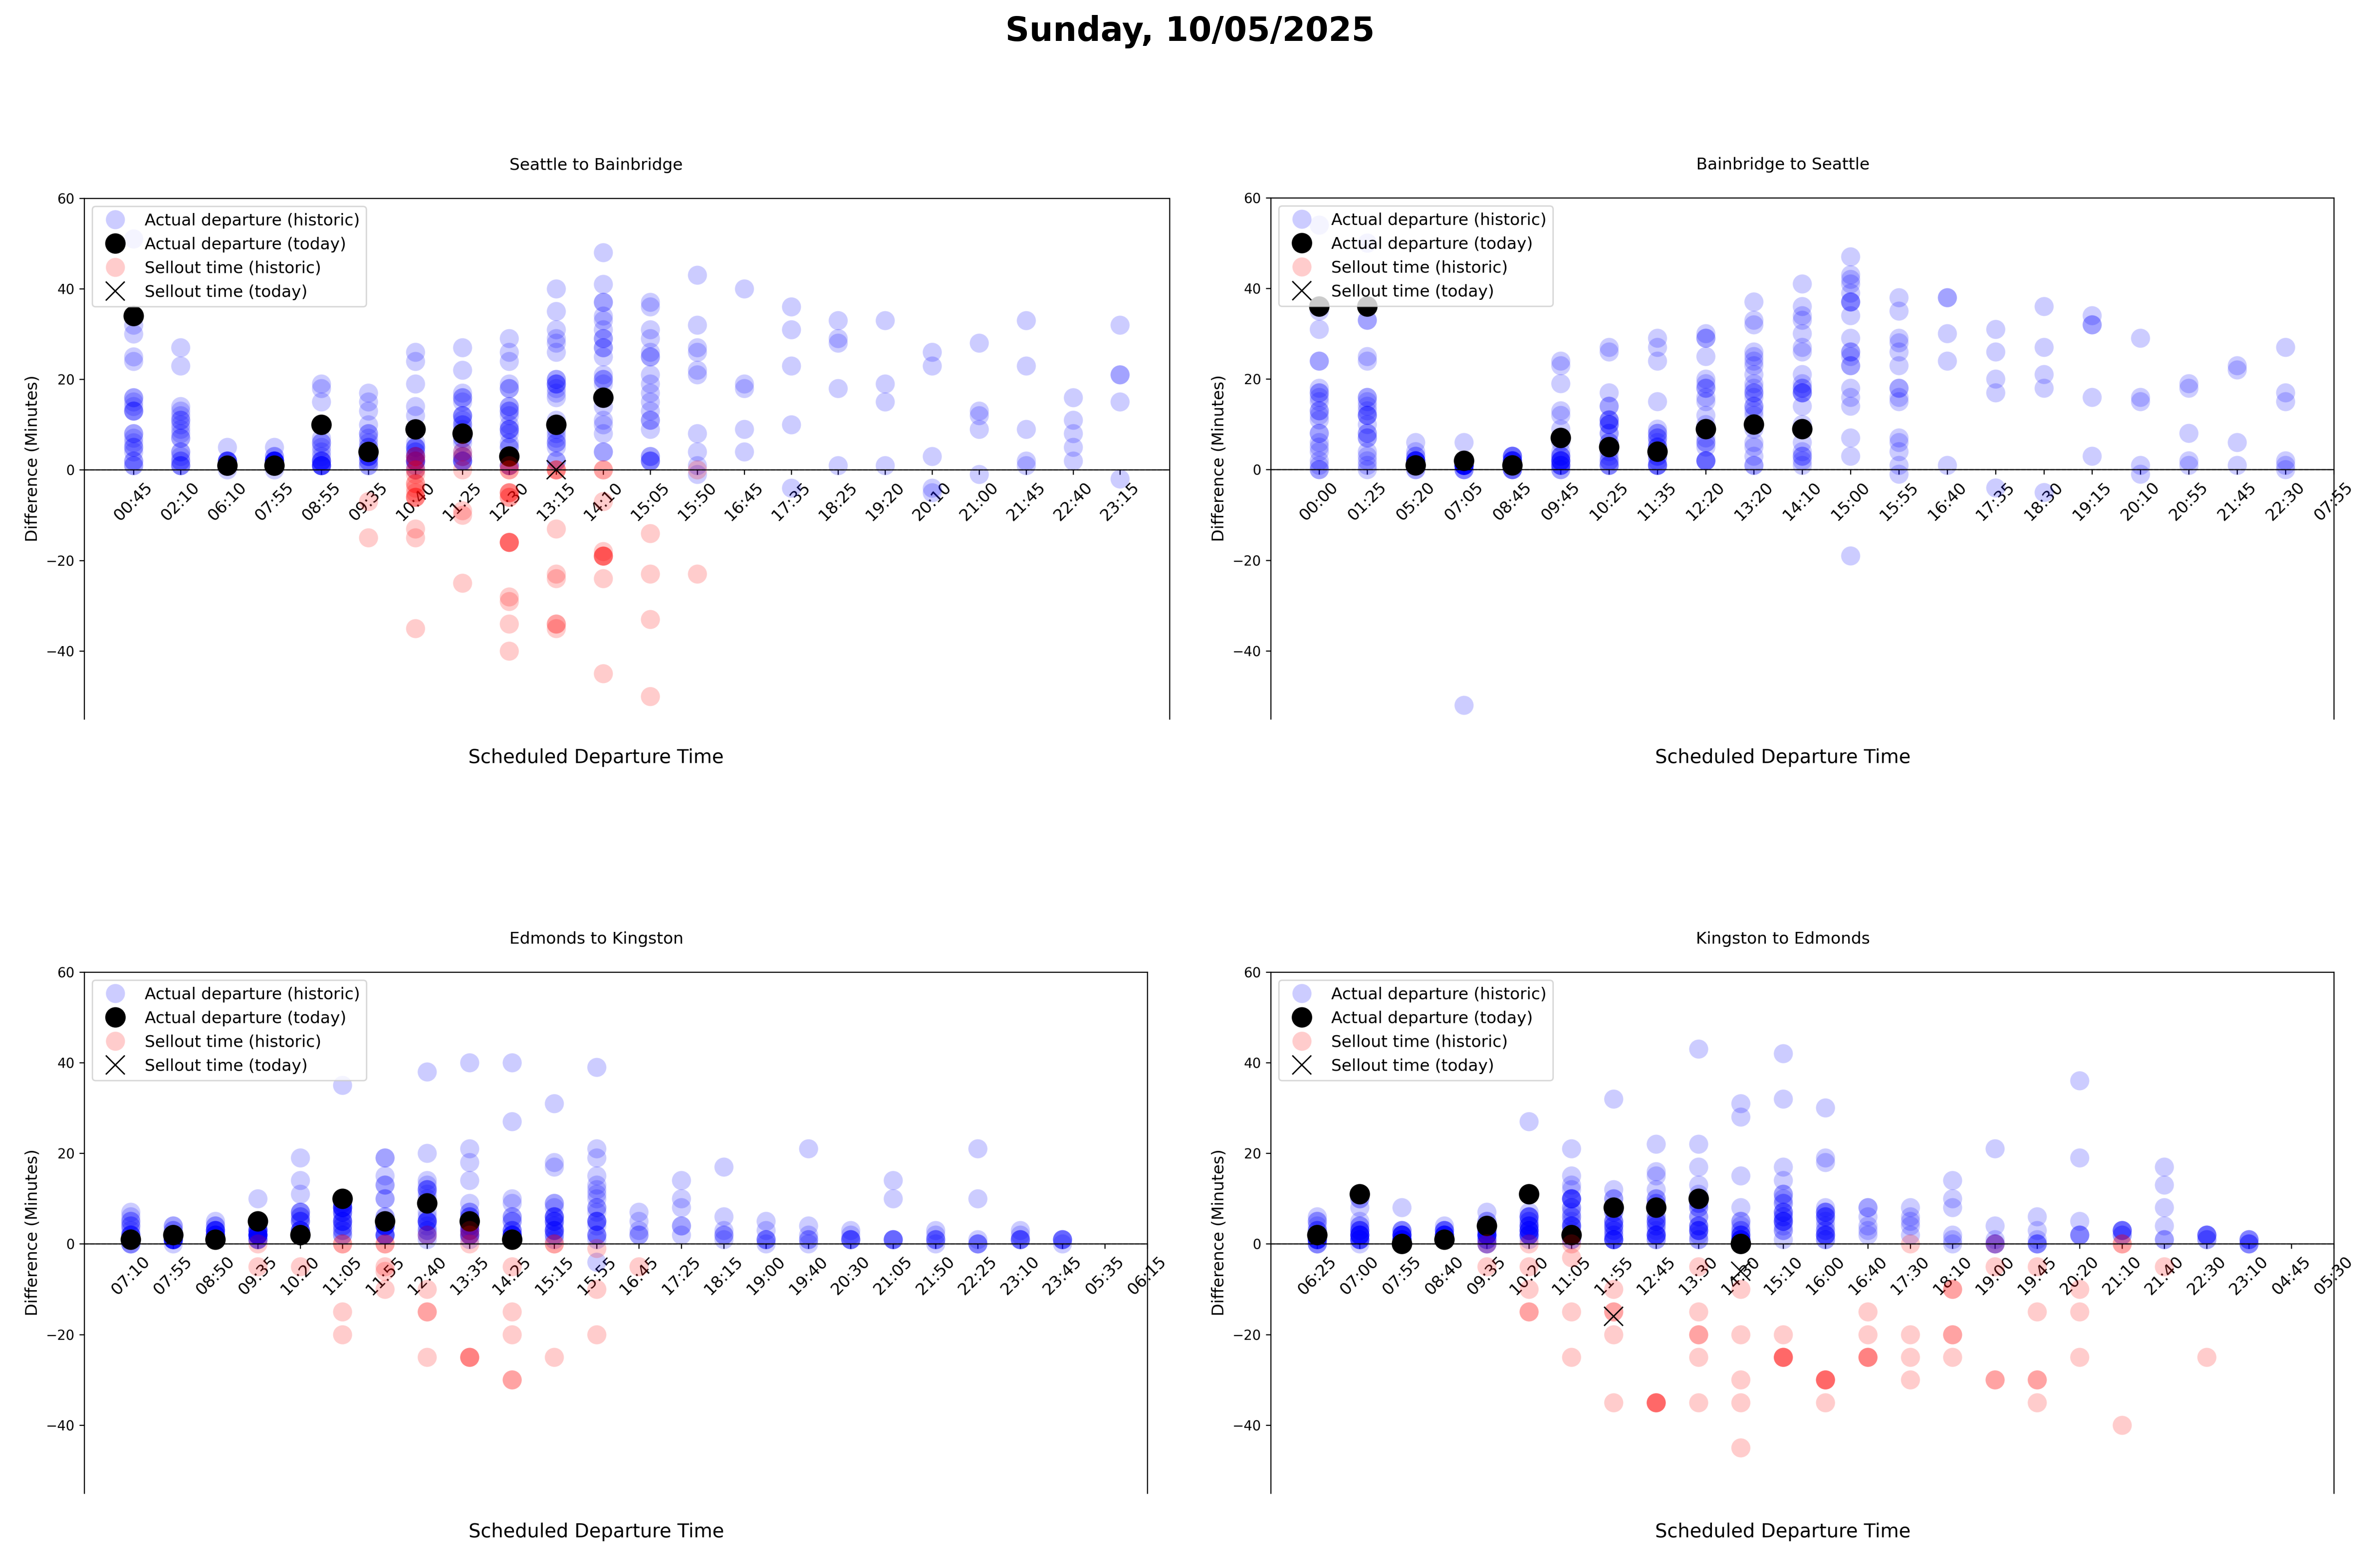 Sunday, 10/05/2025
Seattle to Bainbridge
Actual departure (historic)
Actual departure (today)
Sellout time (historic)
Sellout time (today)
Difference (Minutes)
60
40
20
0
−20
−40
00:45 02:10 06:10 07:55 08:55 09:35 10:40 11:25 12:30 13:15 14:10 15:05 15:50 16:45 17:35 18:25 19:20 20:10 21:00 21:45 22:40 23:15
Scheduled Departure Time
Bainbridge to Seattle
Actual departure (historic)
Actual departure (today)
Sellout time (historic)
Sellout time (today)
Difference (Minutes)
60
40
20
0
−20
−40
00:00 01:25 05:20 07:05 08:45 09:45 10:25 11:35 12:20 13:20 14:10 15:00 15:55 16:40 17:35 18:30 19:15 20:10 20:55 21:45 22:30 07:55
Scheduled Departure Time
Edmonds to Kingston
Actual departure (historic)
Actual departure (today)
Sellout time (historic)
Sellout time (today)
Difference (Minutes)
60
40
20
0
−20
−40
07:10 07:55 08:50 09:35 10:20 11:05 11:55 12:40 13:35 14:25 15:15 15:55 16:45 17:25 18:15 19:00 19:40 20:30 21:05 21:50 22:25 23:10 23:45 05:35 06:15
Scheduled Departure Time
Kingston to Edmonds
Actual departure (historic)
Actual departure (today)
Sellout time (historic)
Sellout time (today)
Difference (Minutes)
60
40
20
0
−20
−40
06:25 07:00 07:55 08:40 09:35 10:20 11:05 11:55 12:45 13:30 15:10 16:00 16:40 17:30 18:10 19:00 19:45 20:20 21:10 21:40 22:30 23:10 04:45 05:30
Scheduled Departure Time